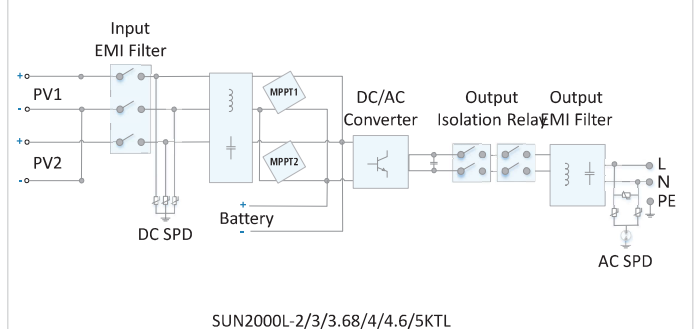 Input
EMI Filter
+
PV1
-
+
PV2
-
MPPT1
MPPT2
DC/AC
Converter
Output
Isolation Relay
Output
EMI Filter
L
N
PE
+
Battery
-
DC SPD
AC SPD
SUN2000L-2/3/3.68/4/4.6/5KTL